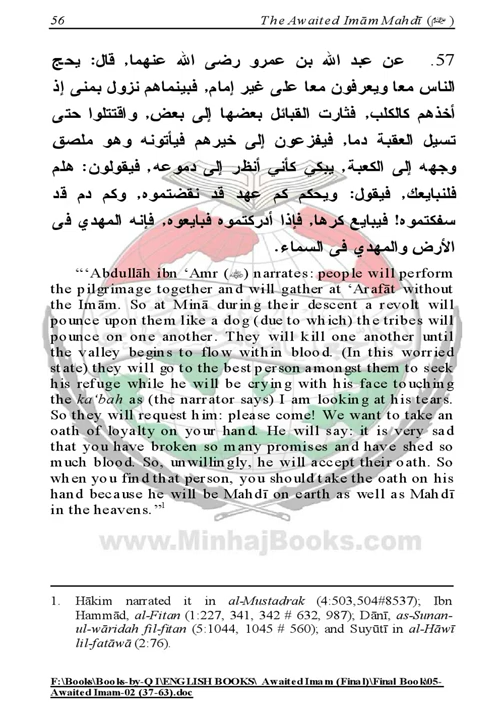 56 The Awaited Imām Mahdī (ﷺ)
57. عن عبد الله بن عمرو رضى الله عنهما, قال: يحج
الناس معا ويعرفون معا على غير إمام, فبينماهم نزول بمنى إذ
أخذهم كالكلب, فثارت القبائل بعضها إلى بعض, واقتتلوا حتى
تسيل العقبة دما, فيفزعون إلى خيرهم فيأتونه وهو ملصق
وجهه إلى الكعبة, يبكي كأني أنظر إلى دموعه, فيقولون: هلم
فلنبايعك, فيقول: ويحكم كم عهد قد نقضتموه, وكم دم قد
سفكتموه! فيبايع كرها, فإذا أدركتموه فبايعوه, فإنه المهدي فى
الأرض والمهدي فى السماء.
“‘Abdullāh ibn ‘Amr () narrates: people will perform
the pilgrimage together and will gather at ‘Arafāt without
the Imām. So at Minā during their descent a revolt will
pounce upon them like a dog (due to which) the tribes will
pounce on one another. They will kill one another until
the valley begins to flow within blood. (In this worried
state) they will go to the best person amongst them to seek
his refuge while he will be crying with his face touching
the ka‘bah as (the narrator says) I am looking at his tears.
So they will request him: please come! We want to take an
oath of loyalty on your hand. He will say: it is very sad
that you have broken so many promises and have shed so
much blood. So, unwillingly, he will accept their oath. So
when you find that person, you should take the oath on his
hand because he will be Mahdī on earth as well as Mahdī
in the heavens.”1
www.MinhajBooks.com
1. Hākim narrated it in al-Mustadrak (4:503,504#8537); Ibn
Hammād, al-Fitan (1:227, 341, 342 # 632, 987); Dānī, as-Sunan-
ul-wāridah fil-fitan (5:1044, 1045 # 560); and Suyūtī in al-Hāwī
lil-fatāwā (2:76).
F:\Books\Books-by-Q I\ENGLISH BOOKS\ Awaited Imam (Final)\Final Book\05-
Awaited Imam-02 (37-63).doc